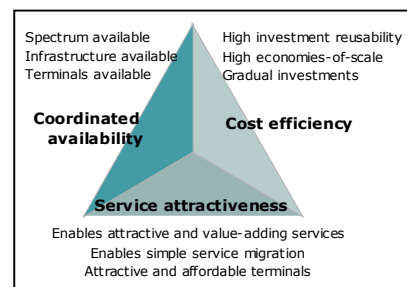 Spectrum available
Infrastructure available
Terminals available
High investment reusability
High economies-of-scale
Gradual investments
Coordinated
availability
Cost efficiency
Service attractiveness
Enables attractive and value-adding services
Enables simple service migration
Attractive and affordable terminals